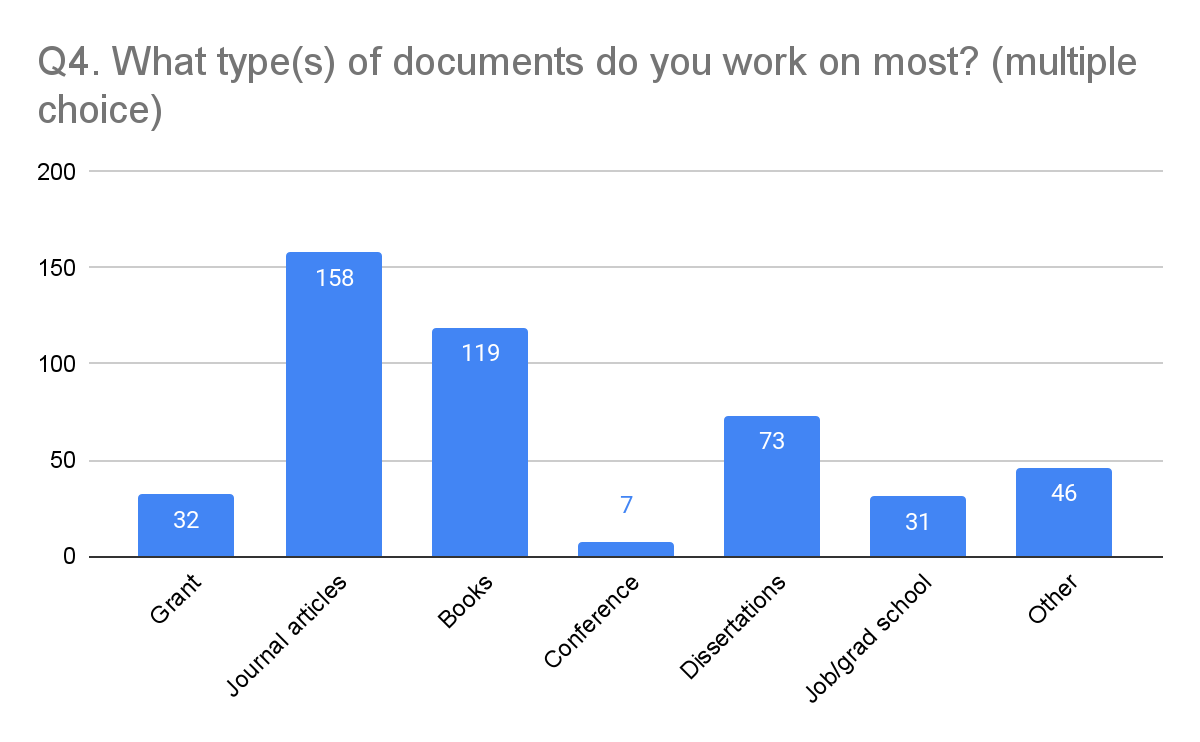 Q4. What type(s) of documents do you work on most? (multiple
choice)
200
150
100
50
0
32
158
119
7
73
31
46
Grant
Journal articles
Books
Conference
Dissertations
Job/grad school
Other